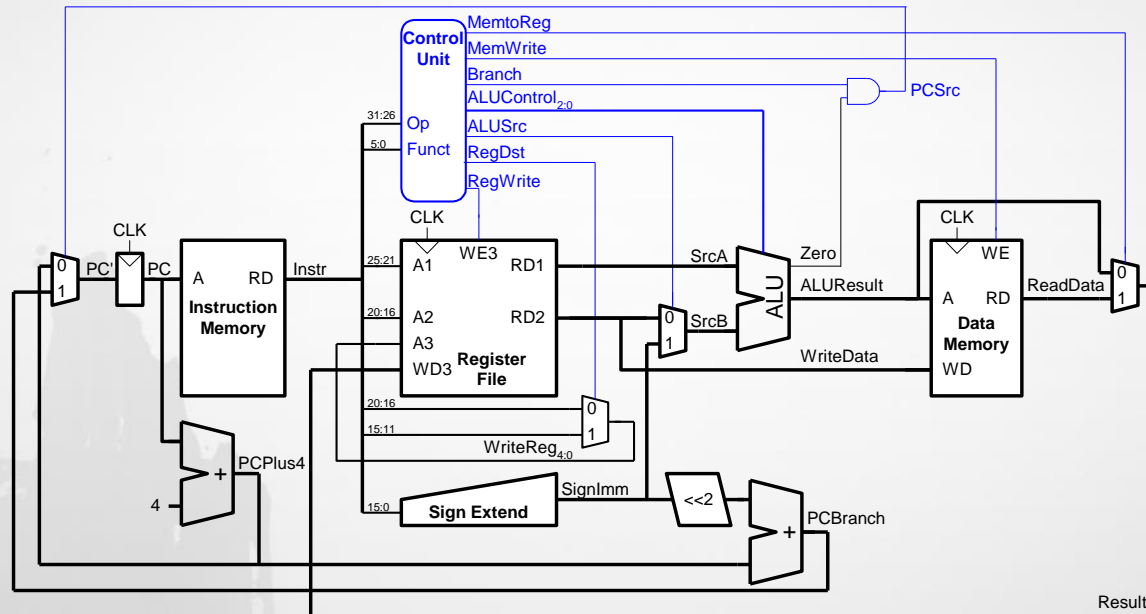 MemtoReg
Control
Unit
MemWrite
Branch
PCSrc
ALUControl2:0
31:26
Op
ALUSrc
5:0
Funct
RegDst
RegWrite
CLK
CLK
CLK
WE3
WE
0
1
PC'
PC
A
RD
Instr
Instruction
Memory
25:21
A1
RD1
SrcA
Zero
ALU
ALUResult
A
RD
ReadData
0
1
20:16
A2
RD2
0
1
SrcB
Data
Memory
A3
WD3
Register
File
WriteData
WD
20:16
0
15:11
1
WriteReg4:0
PCPlus4
+
4
SignImm
15:0
Sign Extend
<<2
PCBranch
+
Result